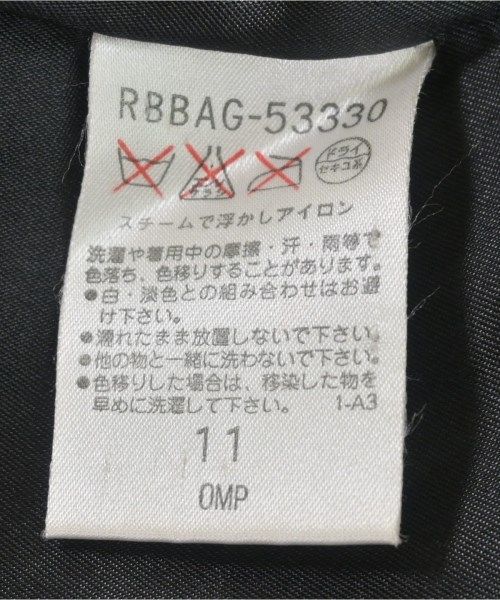 RBBAG-53330
エンソ
サラシ
ドライ
セキユ系
スチームで浮かしアイロン
洗濯や着用中の摩擦・汗・雨等で
色落ち、色移りすることがあります。
●白・淡色との組み合わせはお避
け下さい。
●濡れたまま放置しないで下さい。
●他の物と一緒に洗わないで下さい。
●色移りした場合は、移染した物を
早めに洗濯して下さい。 1-A3
11
OMP